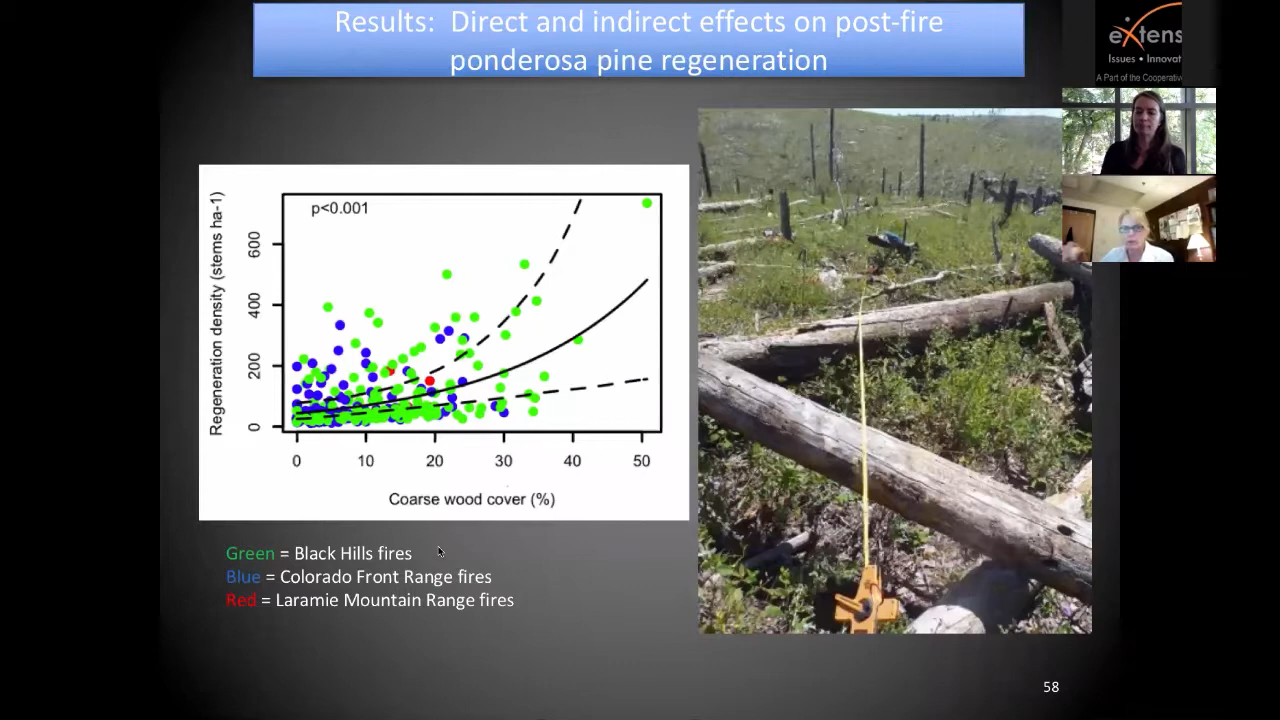 Results: Direct and indirect effects on post-fire
ponderosa pine regeneration
eXtens
Issues • Innovat
A Part of the Cooperativ
p<0.001
Regeneration density (stems ha-1)
600
400
200
0
0 10 20 30 40 50
Coarse wood cover (%)
Green = Black Hills fires
Blue = Colorado Front Range fires
Red = Laramie Mountain Range fires
58